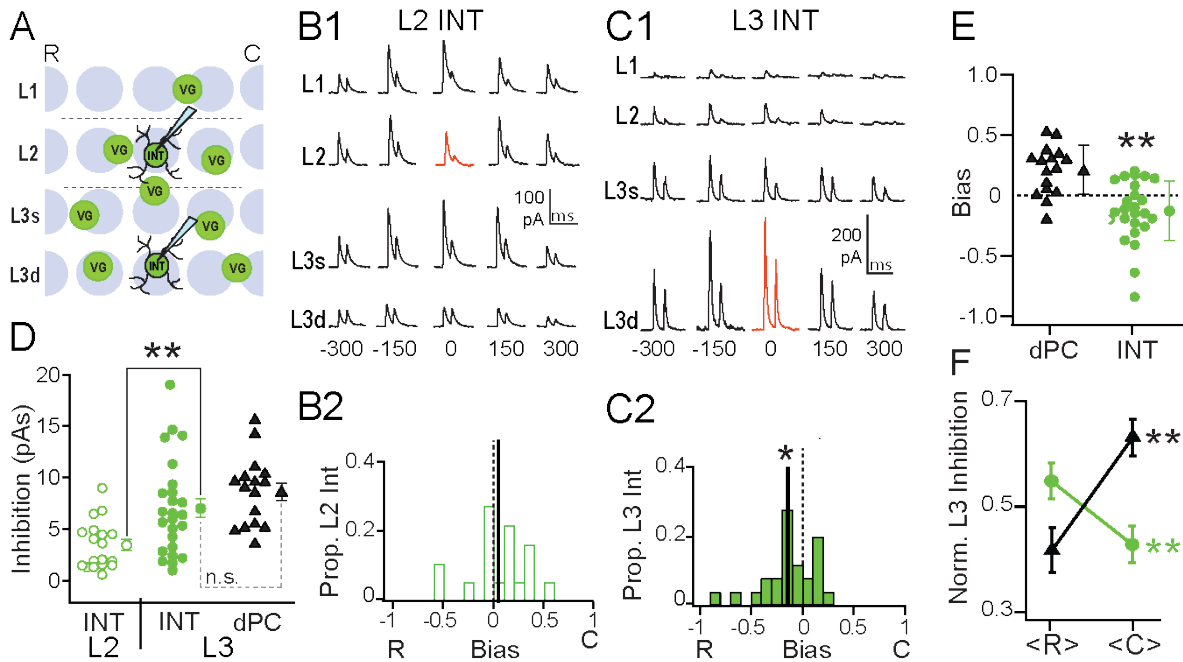 A
R
C
L1
VG
L2
VG
INT
VG
VG
L3s
VG
VG
L3d
VG
INT
VG
B1
L2 INT
L1
L2
100
pA
ms
L3s
L3d
-300
-150
0
150
300
C1
L3 INT
L1
L2
L3s
200
pA
ms
L3d
-300
-150
0
150
300
E
1.0
0.5
0
-0.5
-1.0
Bias
**
dPC
INT
D
**
20
15
10
5
0
Inhibition (pAs)
n.s.
INT
INT
dPC
L2
L3
B2
0.4
0.2
0
Prop. L2 Int
-1
-0.5
0
0.5
1
R
Bias
C
C2
*
0.4
0.2
0
Prop. L3 Int
-1
-0.5
0
0.5
1
R
Bias
C
F
0.7
0.5
0.3
Norm. L3 Inhibition
**
**
<R>
<C>